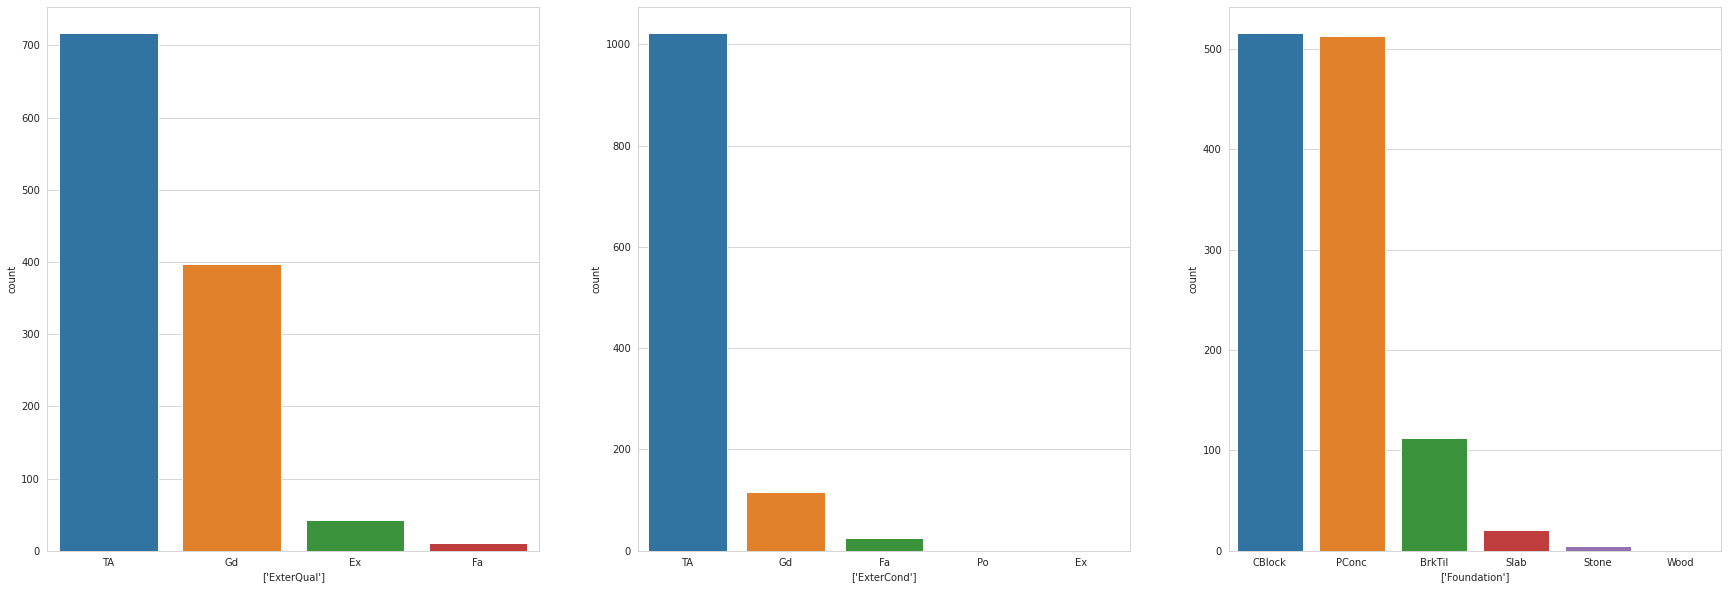 700
600
500
400
300
200
100
0
count
TA Gd Ex Fa
['ExterQual']
1000
800
600
400
200
0
count
TA Gd Fa Po Ex
['ExterCond']
500
400
300
200
100
0
count
CBlock PConc BrkTil Slab Stone Wood
['Foundation']